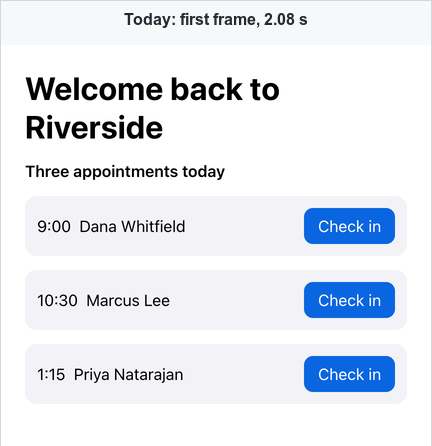 Today: first frame, 2.08 s
Welcome back to
Riverside
Three appointments today
9:00 Dana Whitfield Check in
10:30 Marcus Lee Check in
1:15 Priya Natarajan Check in